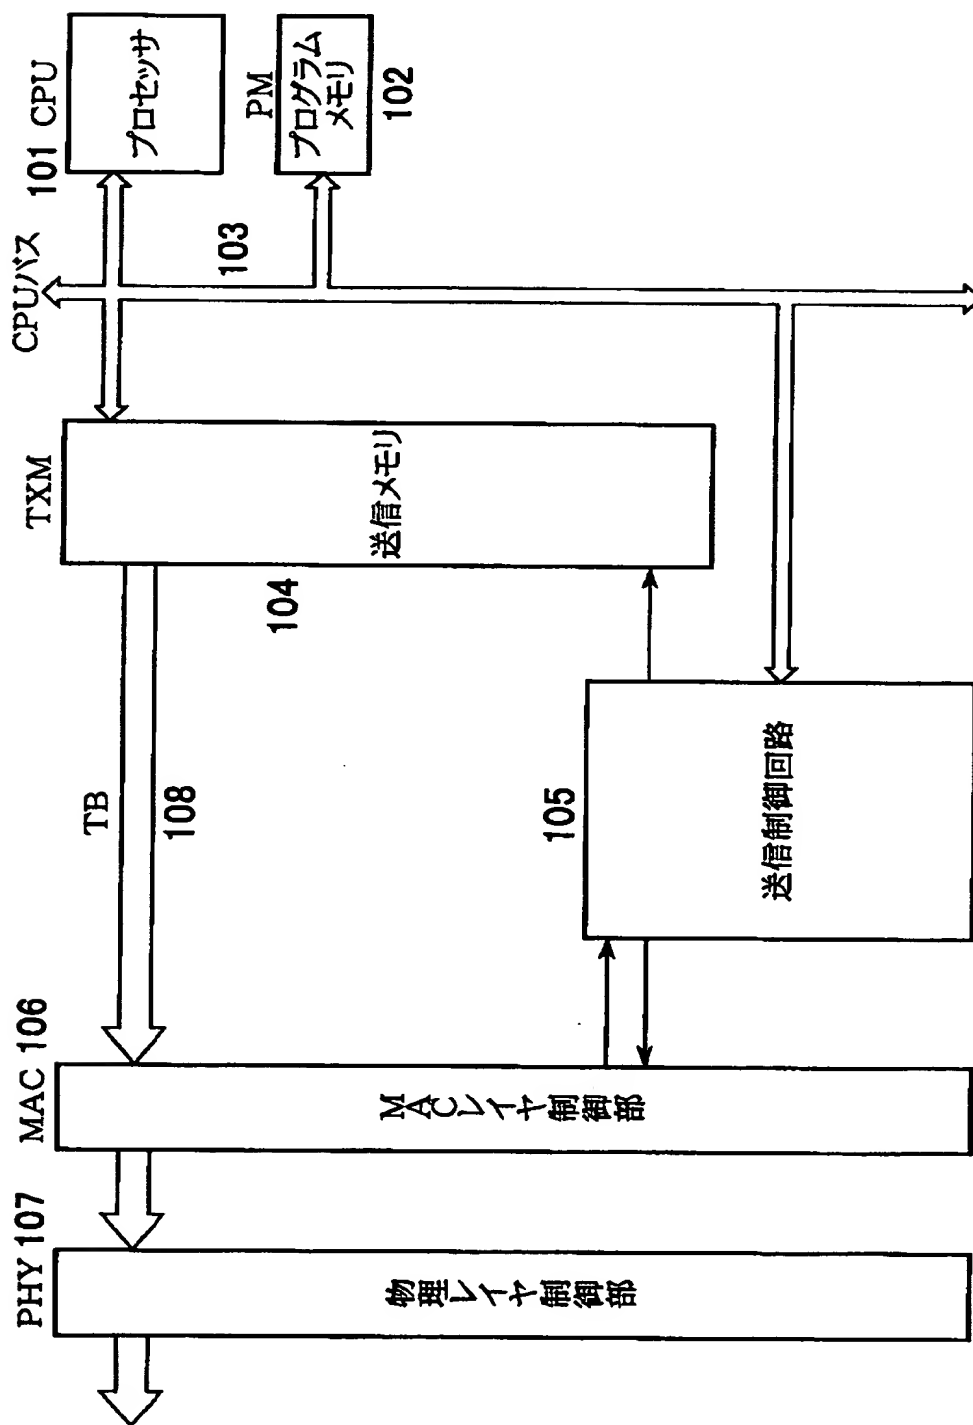 PHY 107
物理レイヤ制御部
MAC 106
MACレイヤ制御部
TB
108
105
送信制御回路
TXM
送信メモリ
104
CPUバス
103
101 CPU
プロセッサ
PM
プログラム
メモリ
102